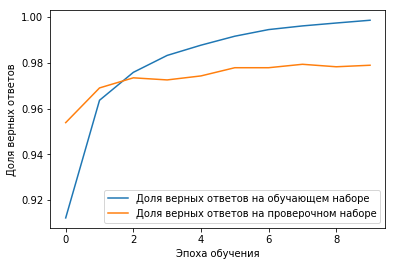 1.00
0.98
0.96
0.94
0.92
Доля верных ответов
Доля верных ответов на обучающем наборе
Доля верных ответов на проверочном наборе
0 2 4 6 8
Эпоха обучения